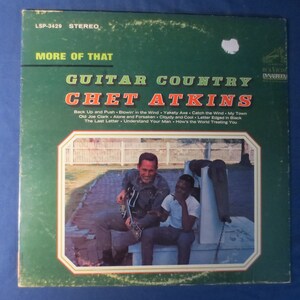 LSP-3429 STEREO
MORE OF THAT
GUITAR COUNTRY
CHET ATKINS
Back Up and Push • Blowin' in the Wind • Yakety Axe • Catch the Wind • My Town
Old Joe Clark • Alone and Forsaken • Cloudy and Cool • Letter Edged in Black
The Last Letter • Understand Your Man • How's the World Treating You